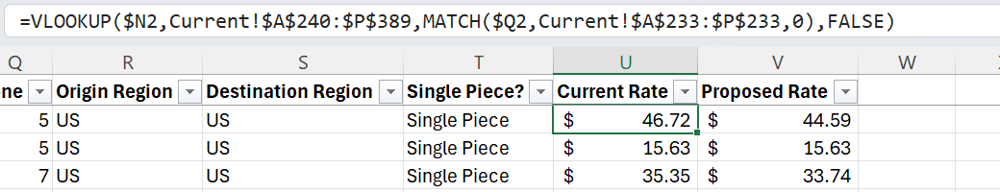 =VLOOKUP($N2,Current!$A$240:$P$389,MATCH($Q2,Current!$A$233:$P$233,0),FALSE)
Q R S T U V W
ne Origin Region Destination Region Single Piece? Current Rate Proposed Rate
5 US US Single Piece $ 46.72 $ 44.59
5 US US Single Piece $ 15.63 $ 15.63
7 US US Single Piece $ 35.35 $ 33.74